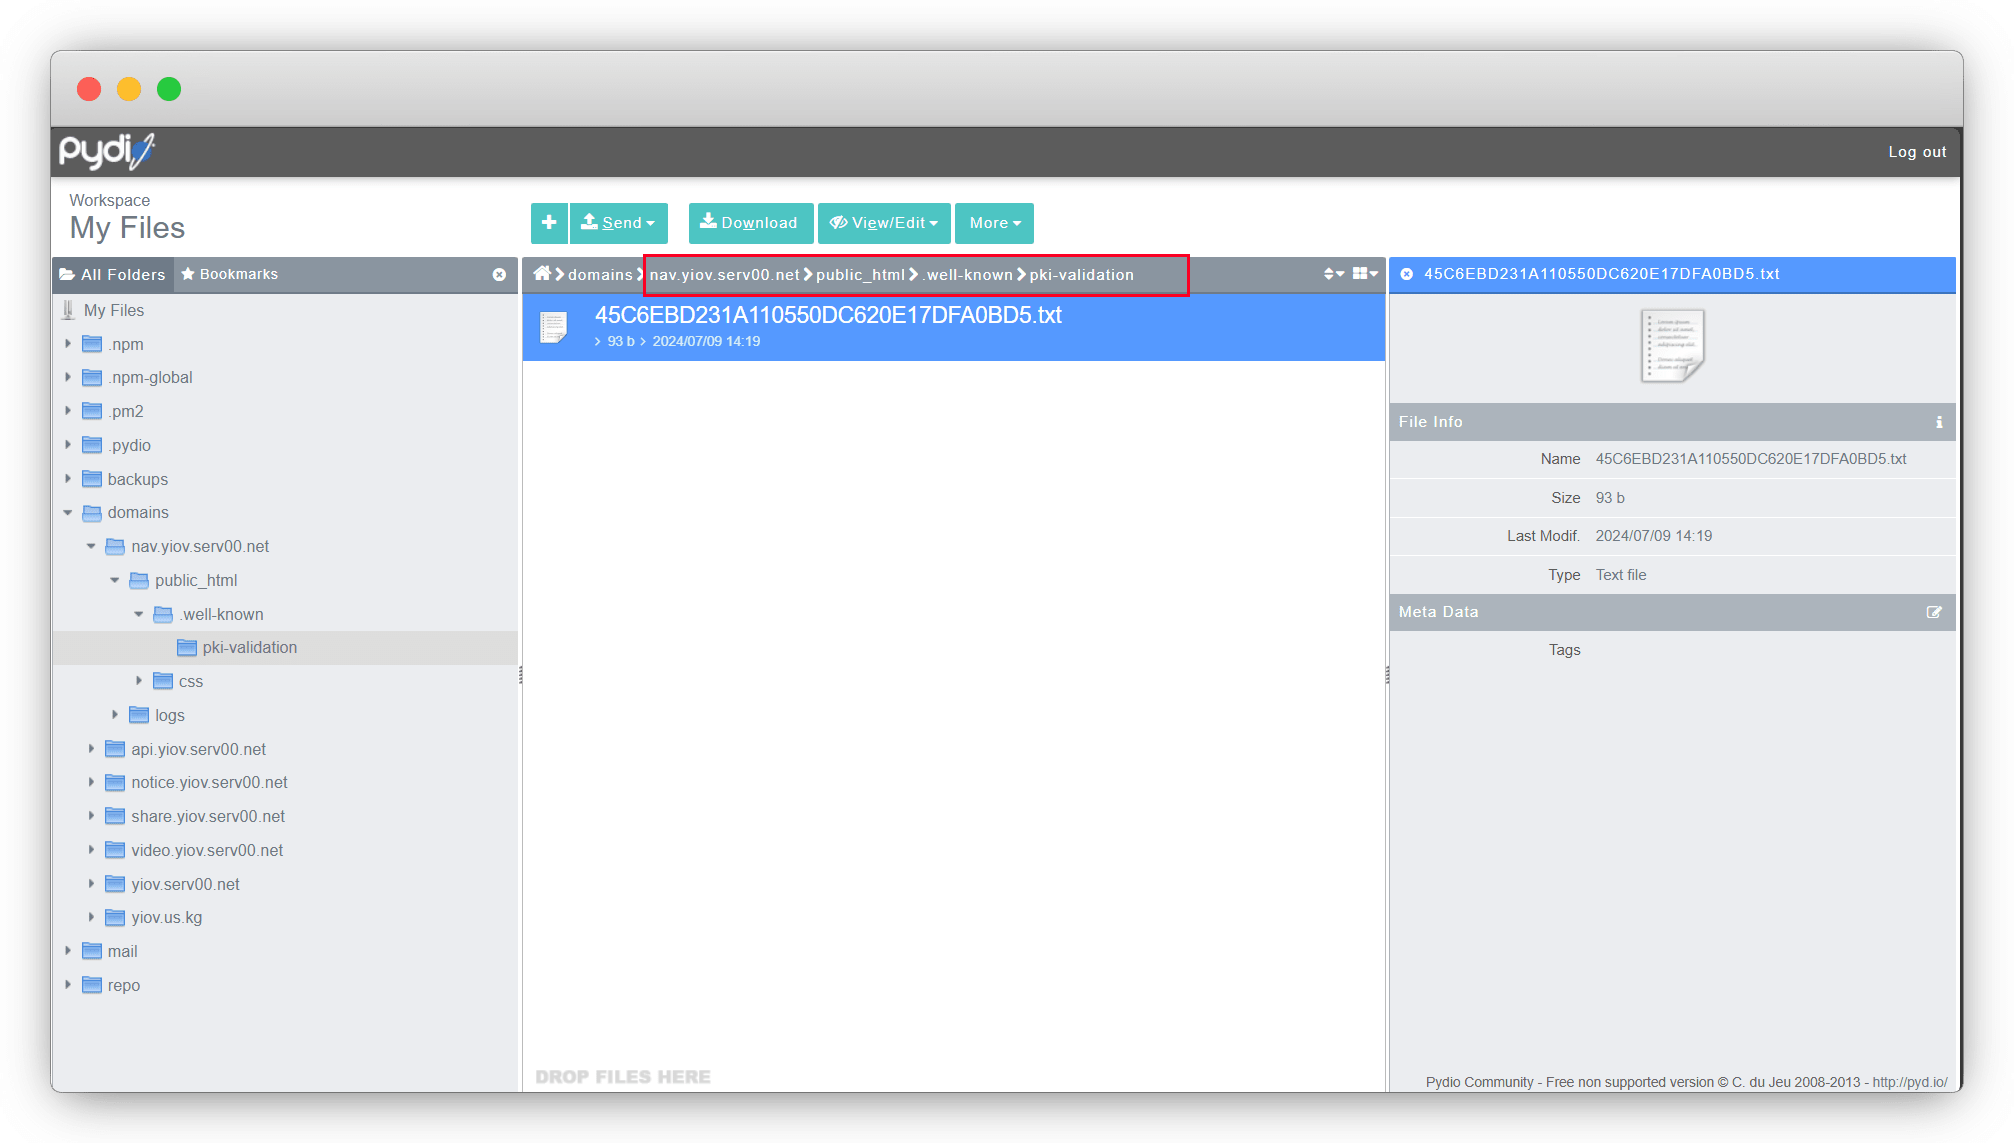 pydio
Log out
Workspace
My Files
Send
Download
View/Edit
More
All Folders
Bookmarks
domains
nav.yiov.serv00.net
public_html
.well-known
pki-validation
45C6EBD231A110550DC620E17DFA0BD5.txt
My Files
.npm
.npm-global
.pm2
.pydio
backups
domains
nav.yiov.serv00.net
public_html
.well-known
pki-validation
css
logs
api.yiov.serv00.net
notice.yiov.serv00.net
share.yiov.serv00.net
video.yiov.serv00.net
yiov.serv00.net
yiov.us.kg
mail
repo
45C6EBD231A110550DC620E17DFA0BD5.txt
93 b
2024/07/09 14:19
DROP FILES HERE
File Info
Name 45C6EBD231A110550DC620E17DFA0BD5.txt
Size 93 b
Last Modif. 2024/07/09 14:19
Type Text file
Meta Data
Tags
Pydio Community - Free non supported version © C. du Jeu 2008-2013 - http://pyd.io/